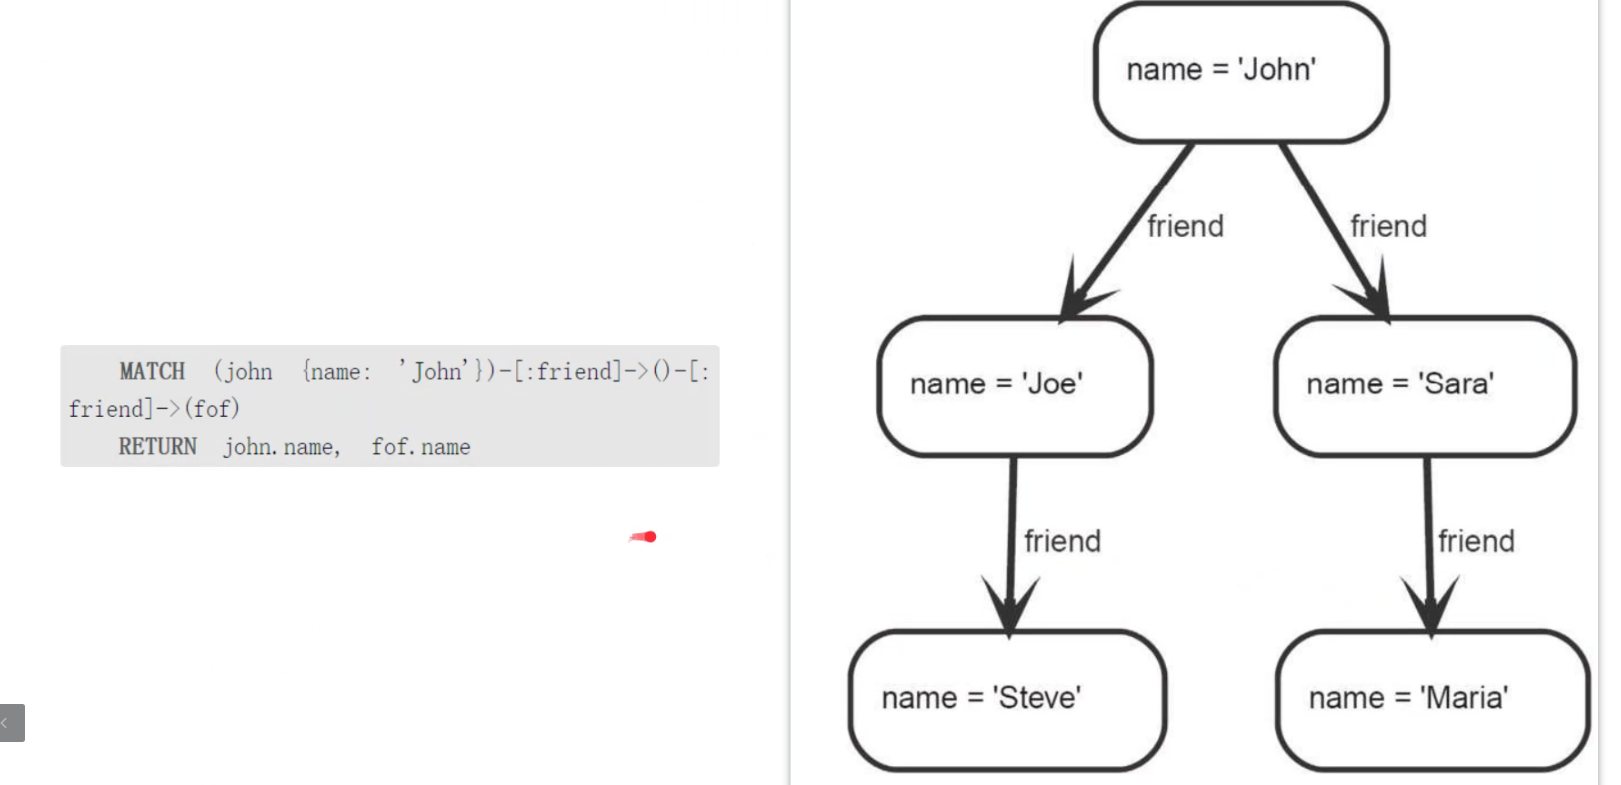 MATCH (john {name: 'John'})-[:friend]->()-[:
friend]->(fof)
RETURN john.name, fof.name
name = 'John'
friend
friend
name = 'Joe'
name = 'Sara'
friend
friend
name = 'Steve'
name = 'Maria'